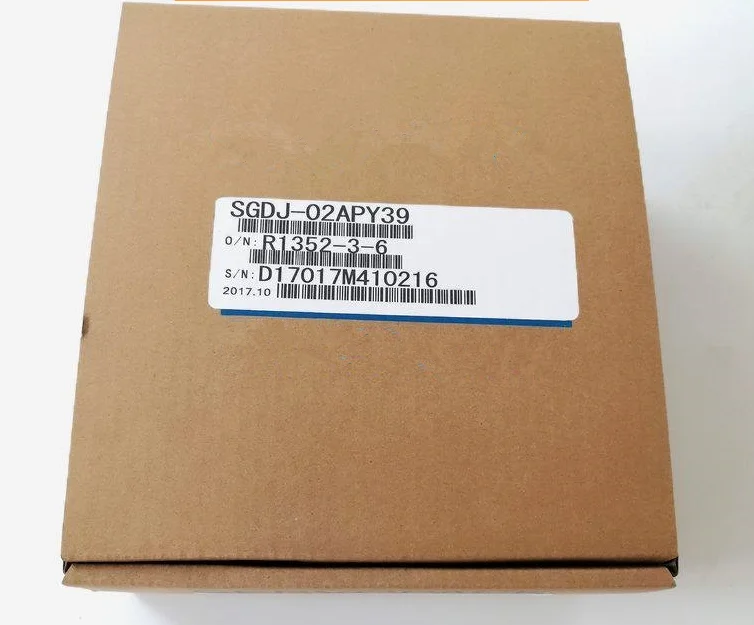 SGDJ-02APY39
O/N: R1352-3-6
S/N: D17017M410216
2017.10